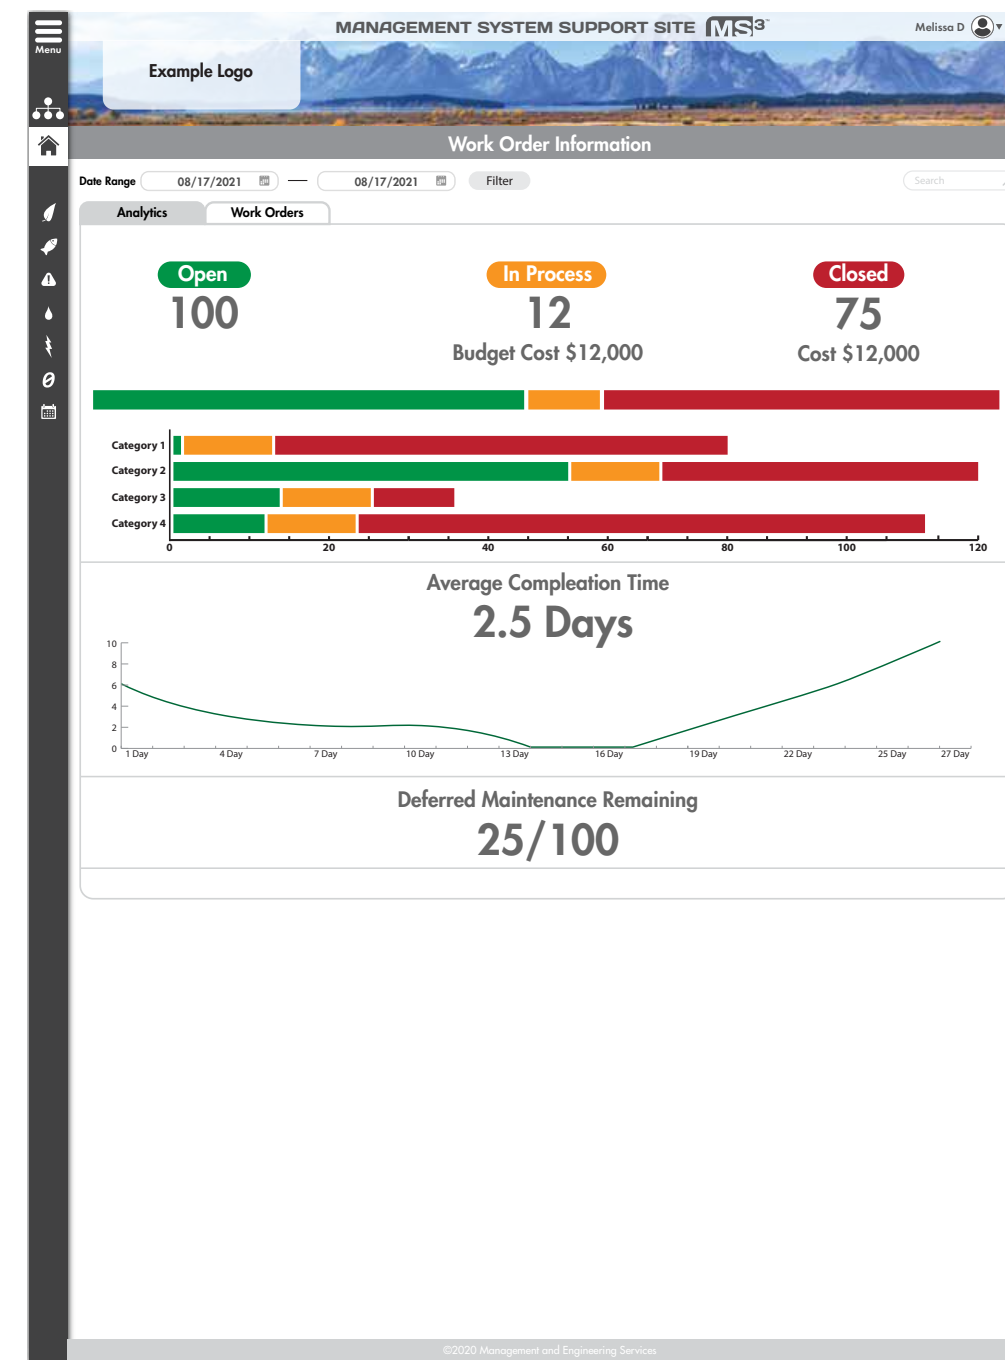 MANAGEMENT SYSTEM SUPPORT SITE MS3™
Melissa D
Menu
Example Logo
Work Order Information
Date Range 08/17/2021 — 08/17/2021 Filter Search
Analytics Work Orders
Open In Process Closed
100 12 75
Budget Cost $12,000 Cost $12,000
Category 1
Category 2
Category 3
Category 4
0 20 40 60 80 100 120
Average Compleation Time
2.5 Days
10
8
6
4
2
0
1 Day 4 Day 7 Day 10 Day 13 Day 16 Day 19 Day 22 Day 25 Day 27 Day
Deferred Maintenance Remaining
25/100
©2020 Management and Engineering Services